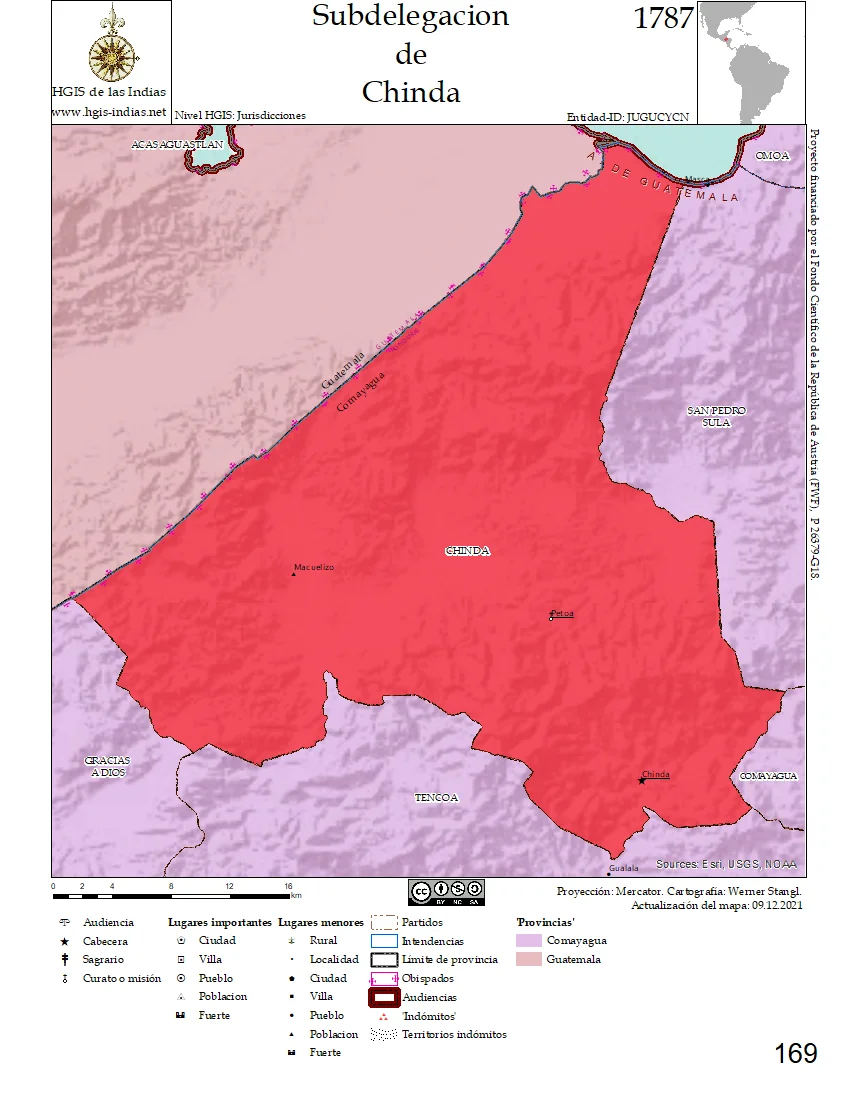 Subdelegacion
de
Chinda
1787
HGIS de las Indias
www.hgis-indias.net
Nivel HGIS: Jurisdicciones
Entidad-ID: JUGUCYCN
ACASAGUASTLAN
OMOA
A. DE GUATEMALA
Guatemala
Comayagua
GUATEMALA
SAN PEDRO
SULA
CHINDA
Macuelizo
Petoa
GRACIAS
A DIOS
TENCOA
Chinda
COMAYAGUA
Gualala
Sources: Esri, USGS, NOAA
Proyecto financiado por el Fondo Científico de la República de Austria (FWF), P 26379-G18.
0 2 4 8 12 16
km
CC BY NC SA
Proyección: Mercator. Cartografía: Werner Stangl.
Actualización del mapa: 09.12.2021
Audiencia
Cabecera
Sagrario
Curato o misión
Lugares importantes
Ciudad
Villa
Pueblo
Poblacion
Fuerte
Lugares menores
Rural
Localidad
Ciudad
Villa
Pueblo
Poblacion
Fuerte
Partidos
Intendencias
Límite de provincia
Obispados
Audiencias
'Indómitos'
Territorios indómitos
'Provincias'
Comayagua
Guatemala
169